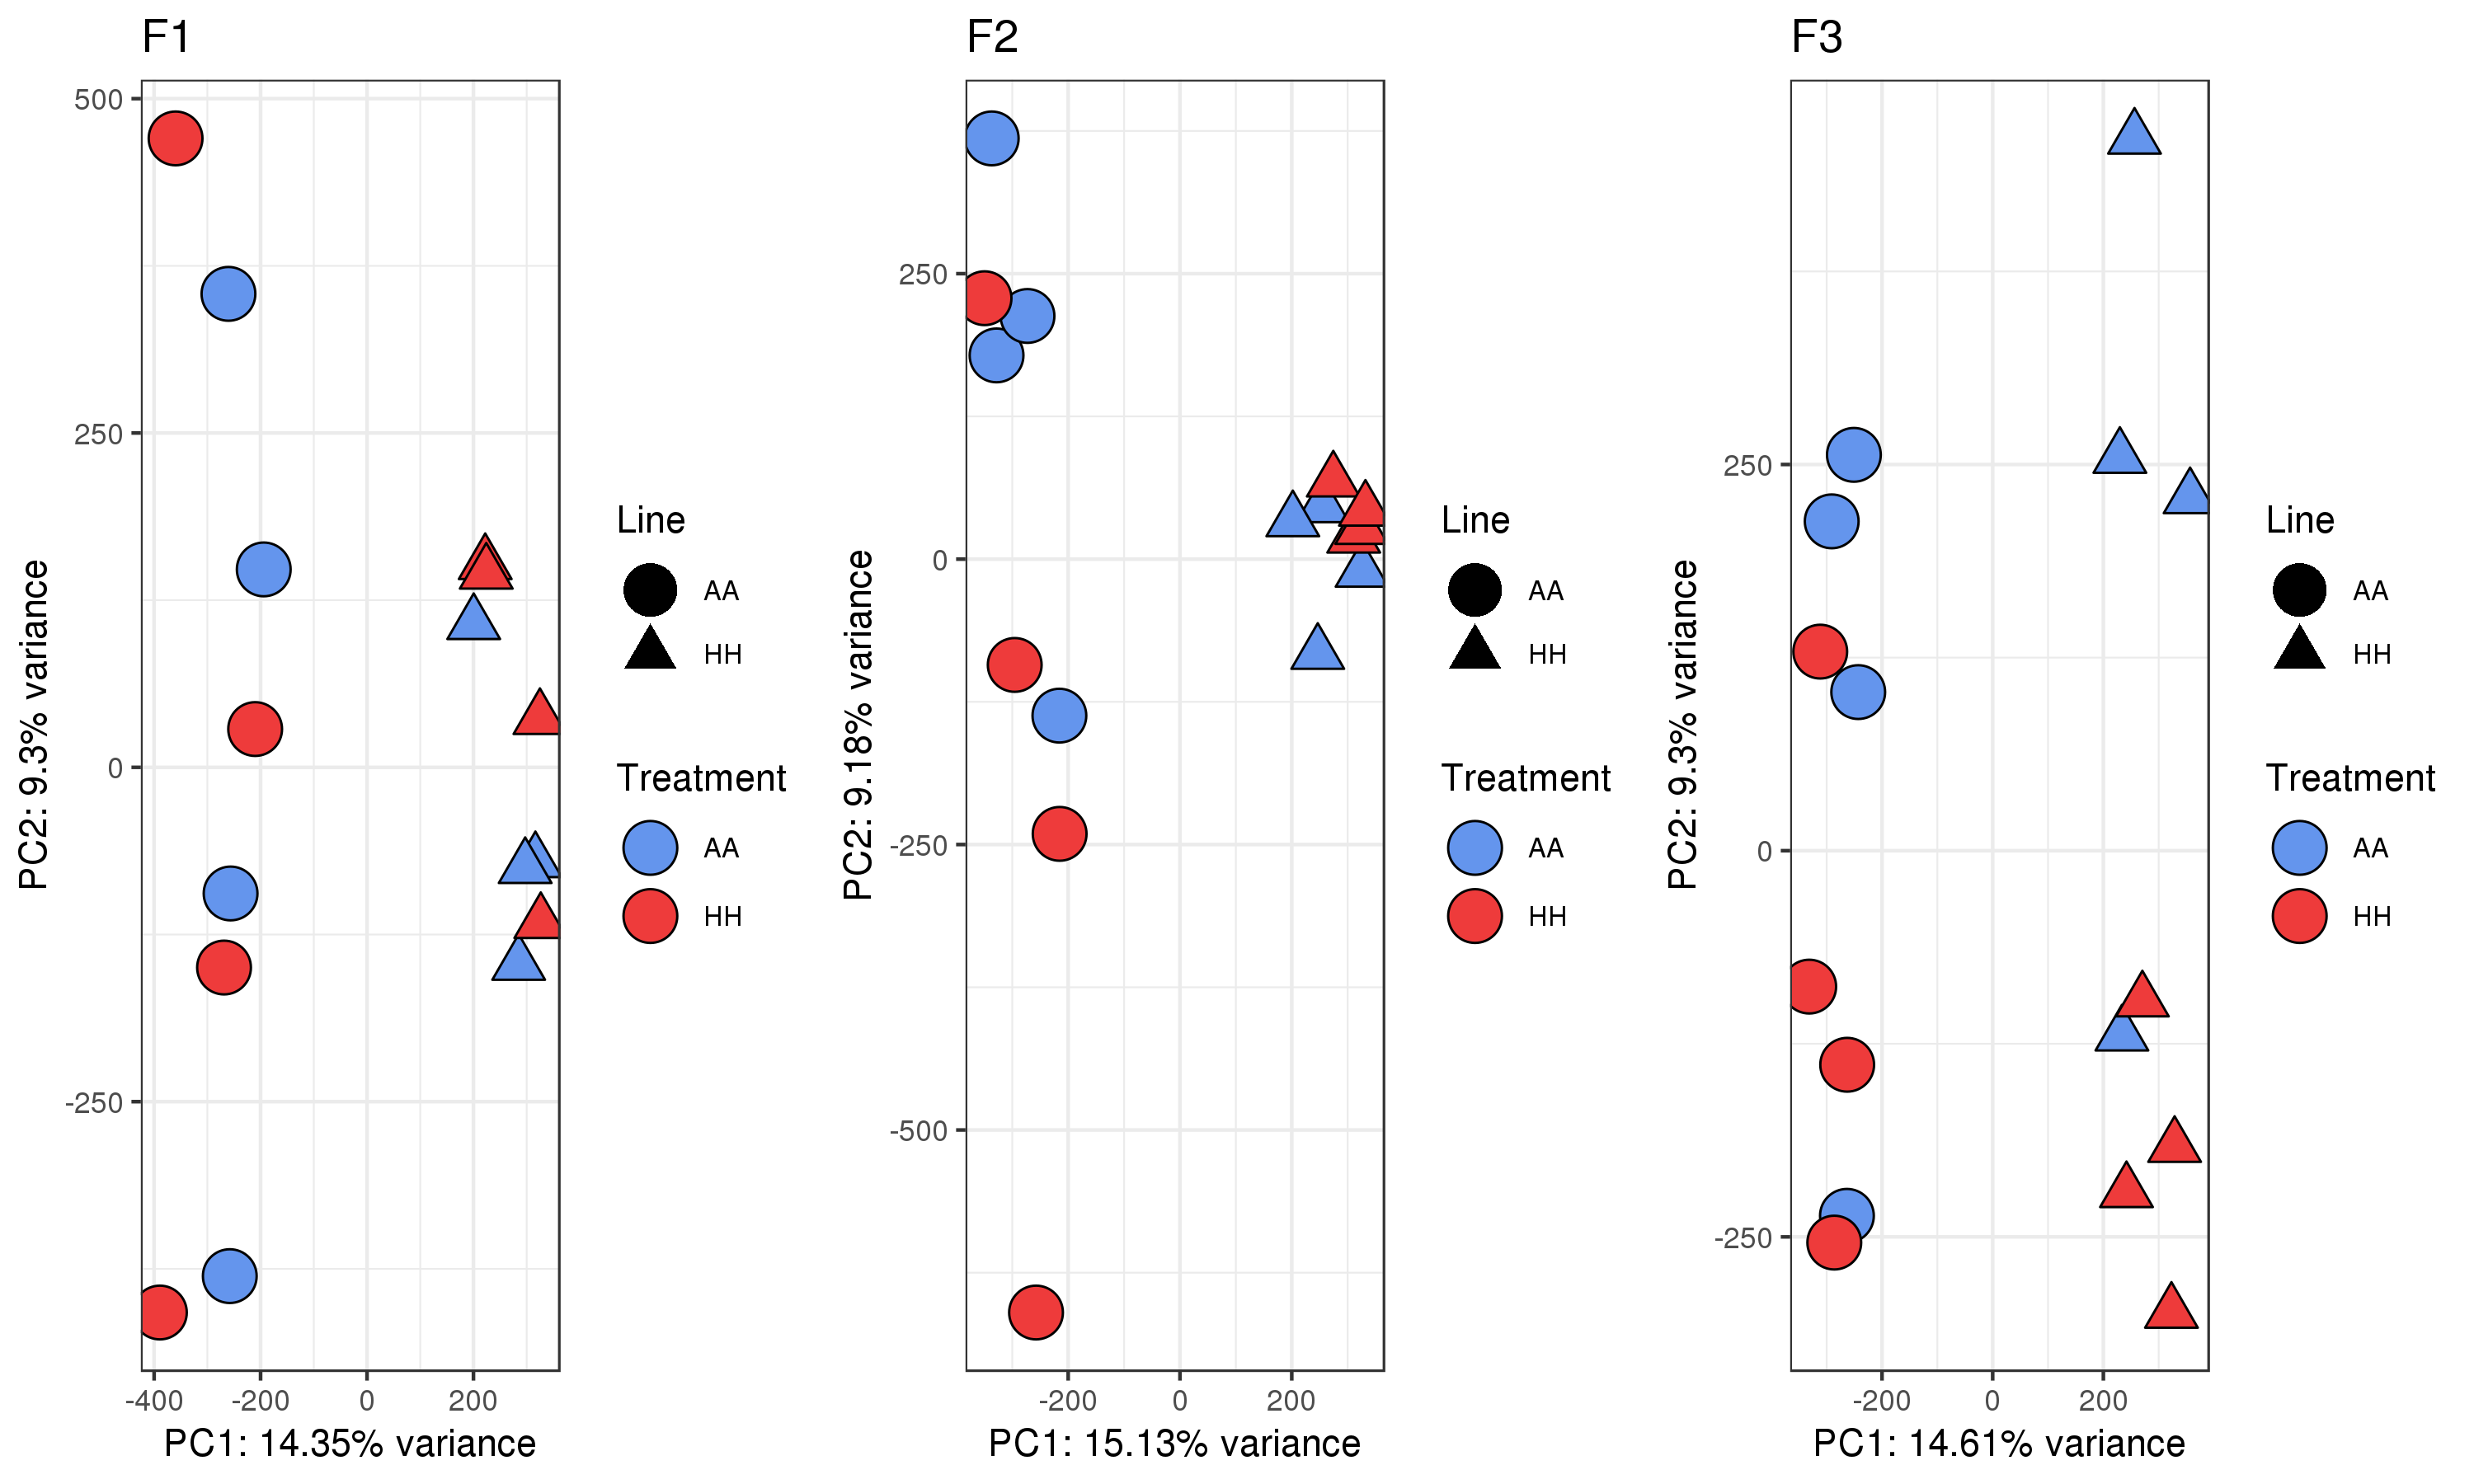 F1
500
250
0
-250
PC2: 9.3% variance
-400 -200 0 200
PC1: 14.35% variance
Line
AA
HH
Treatment
AA
HH
F2
250
0
-250
-500
PC2: 9.18% variance
-200 0 200
PC1: 15.13% variance
Line
AA
HH
Treatment
AA
HH
F3
250
0
-250
PC2: 9.3% variance
-200 0 200
PC1: 14.61% variance
Line
AA
HH
Treatment
AA
HH